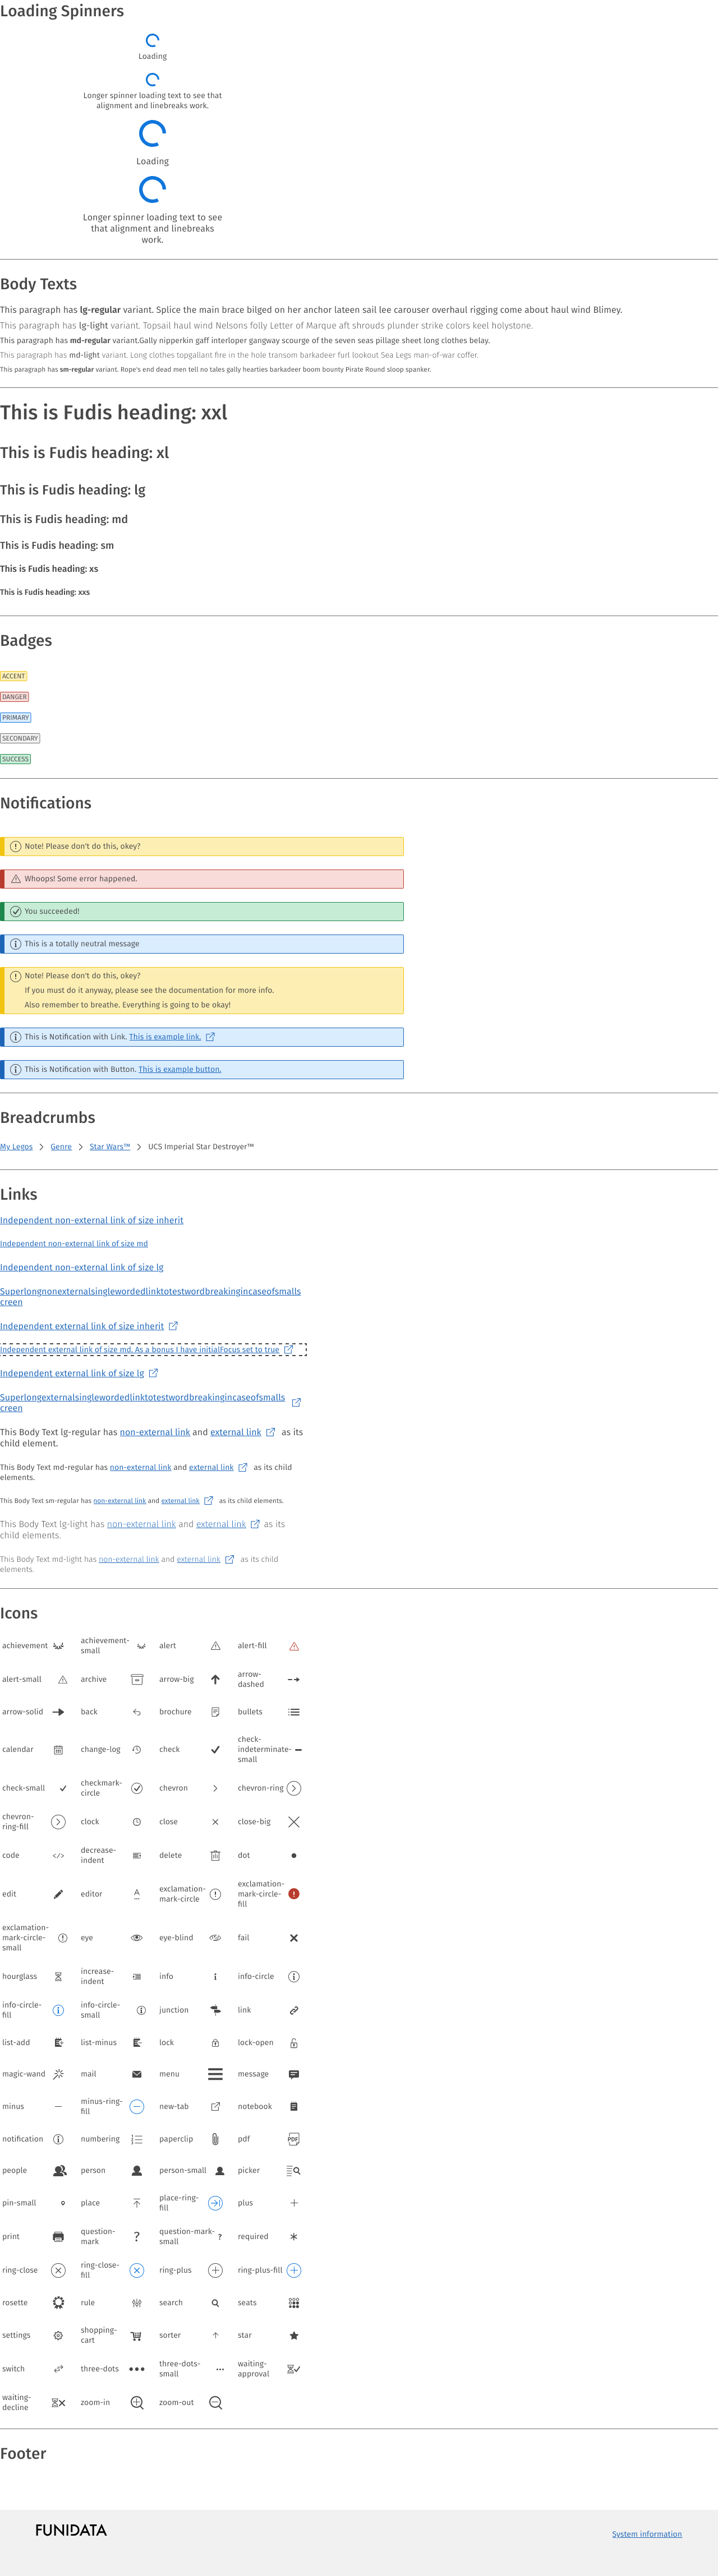 Loading Spinners
Loading
Longer spinner loading text to see that
alignment and linebreaks work.
Loading
Longer spinner loading text to see
that alignment and linebreaks
work.
Body Texts
This paragraph has lg-regular variant. Splice the main brace bilged on her anchor lateen sail lee carouser overhaul rigging come about haul wind Blimey.
This paragraph has lg-light variant. Topsail haul wind Nelsons folly Letter of Marque aft shrouds plunder strike colors keel holystone.
This paragraph has md-regular variant.Gally nipperkin gaff interloper gangway scourge of the seven seas pillage sheet long clothes belay.
This paragraph has md-light variant. Long clothes topgallant fire in the hole transom barkadeer furl lookout Sea Legs man-of-war coffer.
This paragraph has sm-regular variant. Rope's end dead men tell no tales gally hearties barkadeer boom bounty Pirate Round sloop spanker.
This is Fudis heading: xxl
This is Fudis heading: xl
This is Fudis heading: lg
This is Fudis heading: md
This is Fudis heading: sm
This is Fudis heading: xs
This is Fudis heading: xxs
Badges
ACCENT
DANGER
PRIMARY
SECONDARY
SUCCESS
Notifications
Note! Please don't do this, okey?
Whoops! Some error happened.
You succeeded!
This is a totally neutral message
Note! Please don't do this, okey?
If you must do it anyway, please see the documentation for more info.
Also remember to breathe. Everything is going to be okay!
This is Notification with Link. This is example link.
This is Notification with Button. This is example button.
Breadcrumbs
My Legos Genre Star Wars™ UCS Imperial Star Destroyer™
Links
Independent non-external link of size inherit
Independent non-external link of size md
Independent non-external link of size lg
Superlongnonexternalsinglewordedlinktotestwordbreakingincaseofsmalls
creen
Independent external link of size inherit
Independent external link of size md. As a bonus I have initialFocus set to true
Independent external link of size lg
Superlongexternalsinglewordedlinktotestwordbreakingincaseofsmalls
creen
This Body Text lg-regular has non-external link and external link as its
child element.
This Body Text md-regular has non-external link and external link as its child
elements.
This Body Text sm-regular has non-external link and external link as its child elements.
This Body Text lg-light has non-external link and external link as its
child elements.
This Body Text md-light has non-external link and external link as its child
elements.
Icons
achievement
achievement-
small
alert
alert-fill
alert-small
archive
arrow-big
arrow-
dashed
arrow-solid
back
brochure
bullets
calendar
change-log
check
check-
indeterminate-
small
check-small
checkmark-
circle
chevron
chevron-ring
chevron-
ring-fill
clock
close
close-big
code
decrease-
indent
delete
dot
edit
editor
exclamation-
mark-circle
exclamation-
mark-circle-
fill
exclamation-
mark-circle-
small
eye
eye-blind
fail
hourglass
increase-
indent
info
info-circle
info-circle-
fill
info-circle-
small
junction
link
list-add
list-minus
lock
lock-open
magic-wand
mail
menu
message
minus
minus-ring-
fill
new-tab
notebook
notification
numbering
paperclip
pdf
PDF
people
person
person-small
picker
pin-small
place
place-ring-
fill
plus
print
question-
mark
question-mark-
small
required
ring-close
ring-close-
fill
ring-plus
ring-plus-fill
rosette
rule
search
seats
settings
shopping-
cart
sorter
star
switch
three-dots
three-dots-
small
waiting-
approval
waiting-
decline
zoom-in
zoom-out
Footer
FUNIDATA
System information